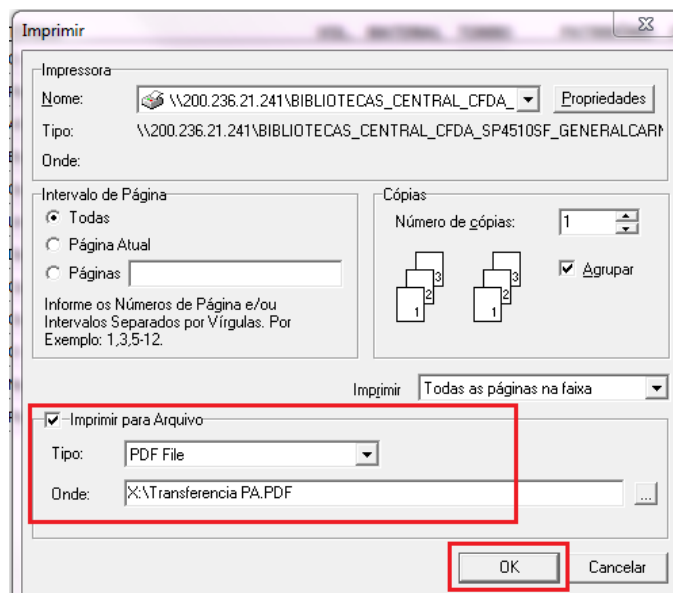 Imprimir
Impressora
Nome: \\200.236.21.241\BIBLIOTECAS_CENTRAL_CFDA_ Propriedades
Tipo: \\200.236.21.241\BIBLIOTECAS_CENTRAL_CFDA_SP4510SF_GENERALCARN
Onde:
Intervalo de Página
Todas
Página Atual
Páginas
Informe os Números de Página e/ou
Intervalos Separados por Vírgulas. Por
Exemplo: 1,3,5-12.
Cópias
Número de cópias: 1
Agrupar
3 3
2 2
1 1
Imprimir Todas as páginas na faixa
Imprimir para Arquivo
Tipo: PDF File
Onde: X:\Transferencia PA.PDF ...
OK Cancelar